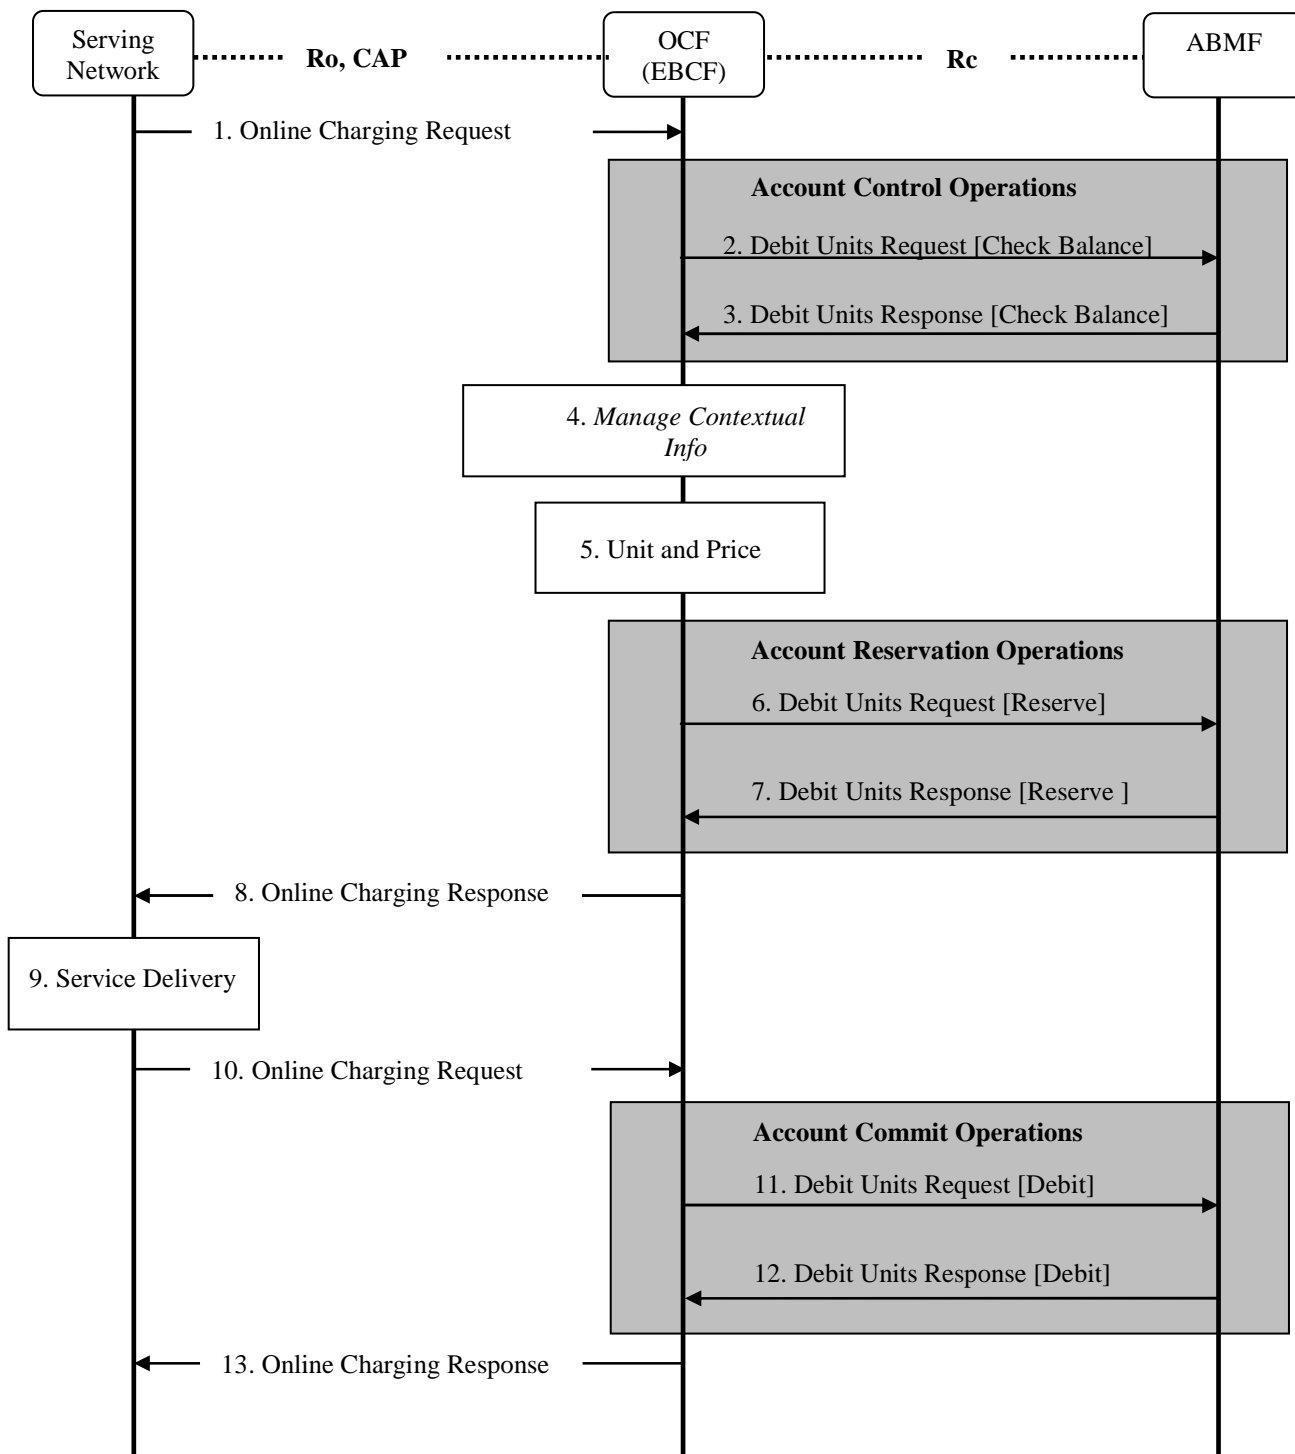 Serving
Network
Ro, CAP
OCF
(EBCF)
Rc
ABMF
1. Online Charging Request
Account Control Operations
2. Debit Units Request [Check Balance]
3. Debit Units Response [Check Balance]
4. Manage Contextual
Info
5. Unit and Price
Account Reservation Operations
6. Debit Units Request [Reserve]
7. Debit Units Response [Reserve ]
8. Online Charging Response
9. Service Delivery
10. Online Charging Request
Account Commit Operations
11. Debit Units Request [Debit]
12. Debit Units Response [Debit]
13. Online Charging Response